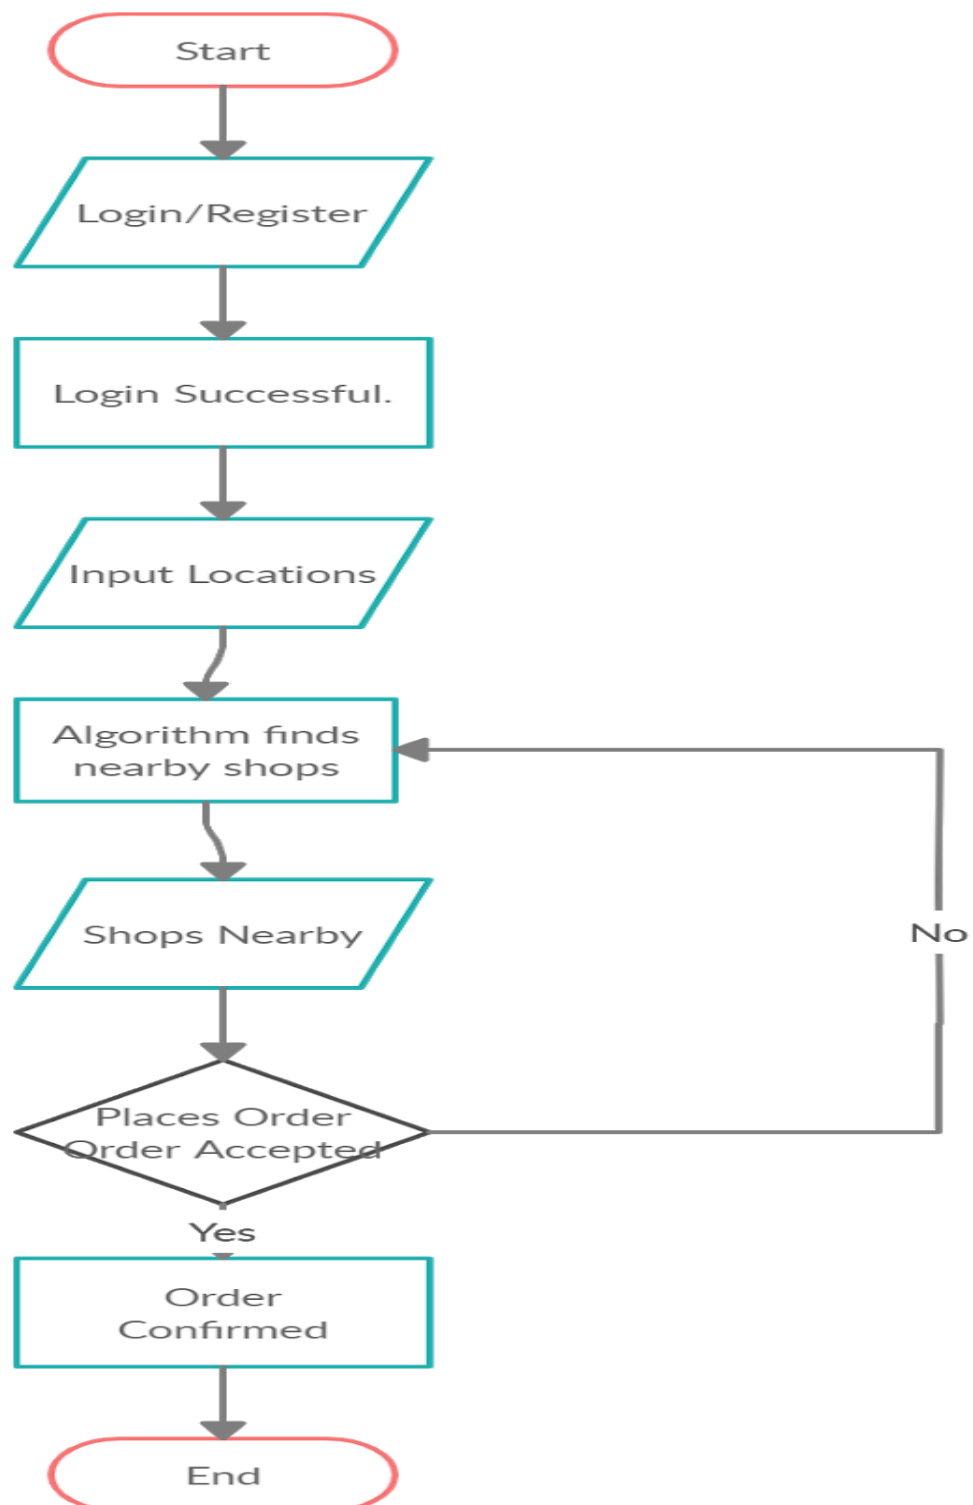 Start
Login/Register
Login Successful.
Input Locations
Algorithm finds
nearby shops
Shops Nearby
No
Places Order
Order Accepted
Yes
Order
Confirmed
End